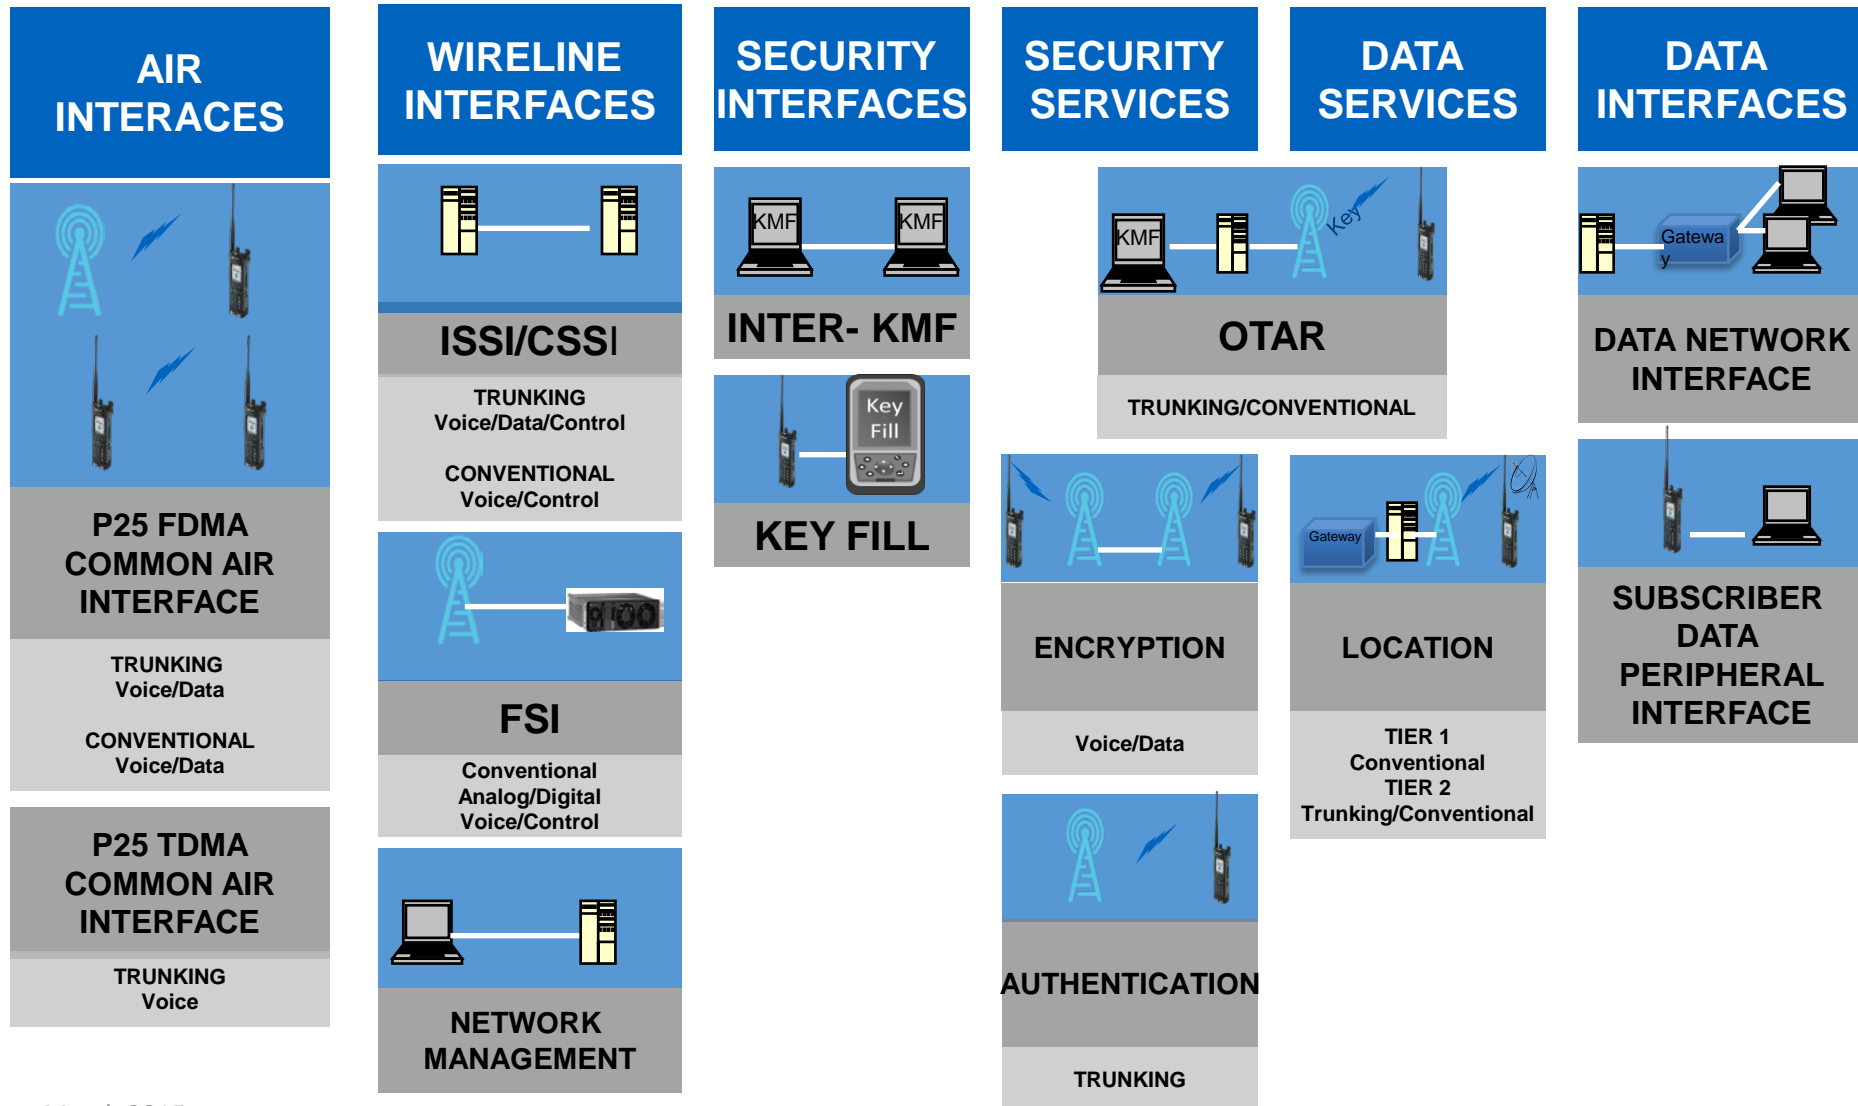 AIR
INTERACES
P25 FDMA
COMMON AIR
INTERFACE
TRUNKING
Voice/Data
CONVENTIONAL
Voice/Data
P25 TDMA
COMMON AIR
INTERFACE
TRUNKING
Voice
WIRELINE
INTERFACES
ISSI/CSSI
TRUNKING
Voice/Data/Control
CONVENTIONAL
Voice/Control
FSI
Conventional
Analog/Digital
Voice/Control
NETWORK
MANAGEMENT
SECURITY
INTERFACES
KMF
KMF
INTER- KMF
Key
Fill
KEY FILL
SECURITY
SERVICES
DATA
SERVICES
KMF
Key
OTAR
TRUNKING/CONVENTIONAL
ENCRYPTION
Voice/Data
AUTHENTICATION
TRUNKING
Gateway
LOCATION
TIER 1
Conventional
TIER 2
Trunking/Conventional
DATA
INTERFACES
Gatewa
y
DATA NETWORK
INTERFACE
SUBSCRIBER
DATA
PERIPHERAL
INTERFACE